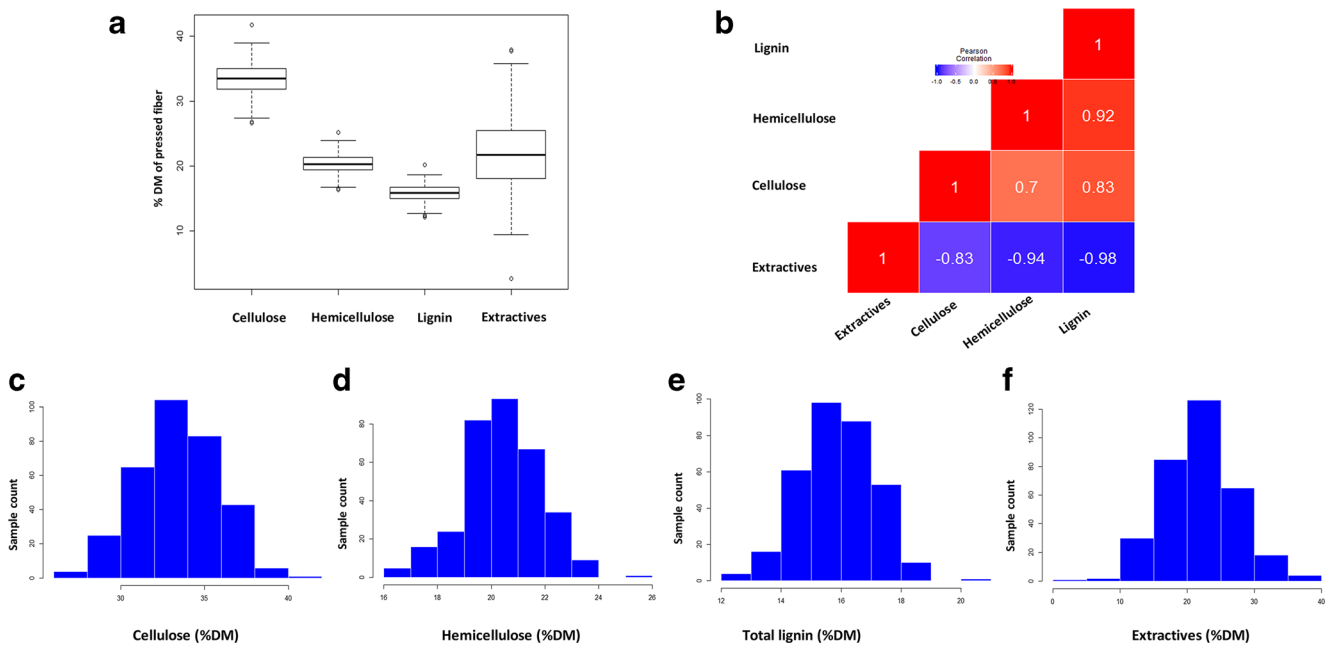 a
% DM of pressed fiber
40
30
20
10
Cellulose Hemicellulose Lignin Extractives
b
Pearson
Correlation
-1.0 -0.5 0.0 0.5 1.0
Lignin 1
Hemicellulose 1 0.92
Cellulose 1 0.7 0.83
Extractives 1 -0.83 -0.94 -0.98
Extractives Cellulose Hemicellulose Lignin
c
Sample count
100
80
60
40
20
0
30 35 40
Cellulose (%DM)
d
Sample count
80
60
40
20
0
16 18 20 22 24 26
Hemicellulose (%DM)
e
Sample count
100
80
60
40
20
0
12 14 16 18 20
Total lignin (%DM)
f
Sample count
120
100
80
60
40
20
0
0 10 20 30 40
Extractives (%DM)